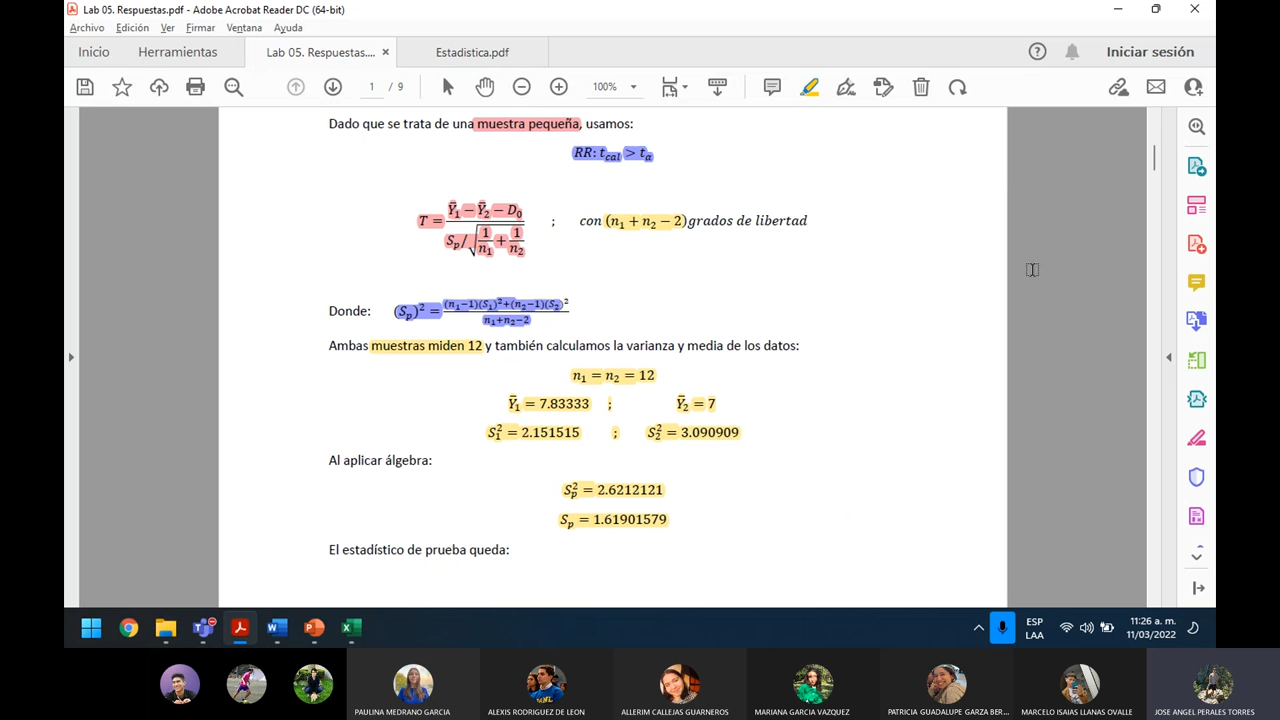 Lab 05. Respuestas.pdf - Adobe Acrobat Reader DC (64-bit)
Archivo Edición Ver Firmar Ventana Ayuda
Inicio Herramientas Lab 05. Respuestas.... × Estadistica.pdf Iniciar sesión
1 / 9 100%
Dado que se trata de una muestra pequeña, usamos:
RR: t_cal > t_a
T = (Ȳ₁ − Ȳ₂ − D₀) / (S_p/√(1/n₁ + 1/n₂)) ; con (n₁ + n₂ − 2)grados de libertad
Donde: (S_p)² = ((n₁−1)(S₁)²+(n₂−1)(S₂)²) / (n₁+n₂−2)
Ambas muestras miden 12 y también calculamos la varianza y media de los datos:
n₁ = n₂ = 12
Ȳ₁ = 7.83333 ; Ȳ₂ = 7
S₁² = 2.151515 ; S₂² = 3.090909
Al aplicar álgebra:
S_p² = 2.6212121
S_p = 1.61901579
El estadístico de prueba queda:
ESP
LAA
11:26 a. m.
11/03/2022
PAULINA MEDRANO GARCIA
ALEXIS RODRIGUEZ DE LEON
ALLERIM CALLEJAS GUARNEROS
MARIANA GARCIA VAZQUEZ
PATRICIA GUADALUPE GARZA BER...
MARCELO ISAIAS LLANAS OVALLE
JOSE ANGEL PERALES TORRES